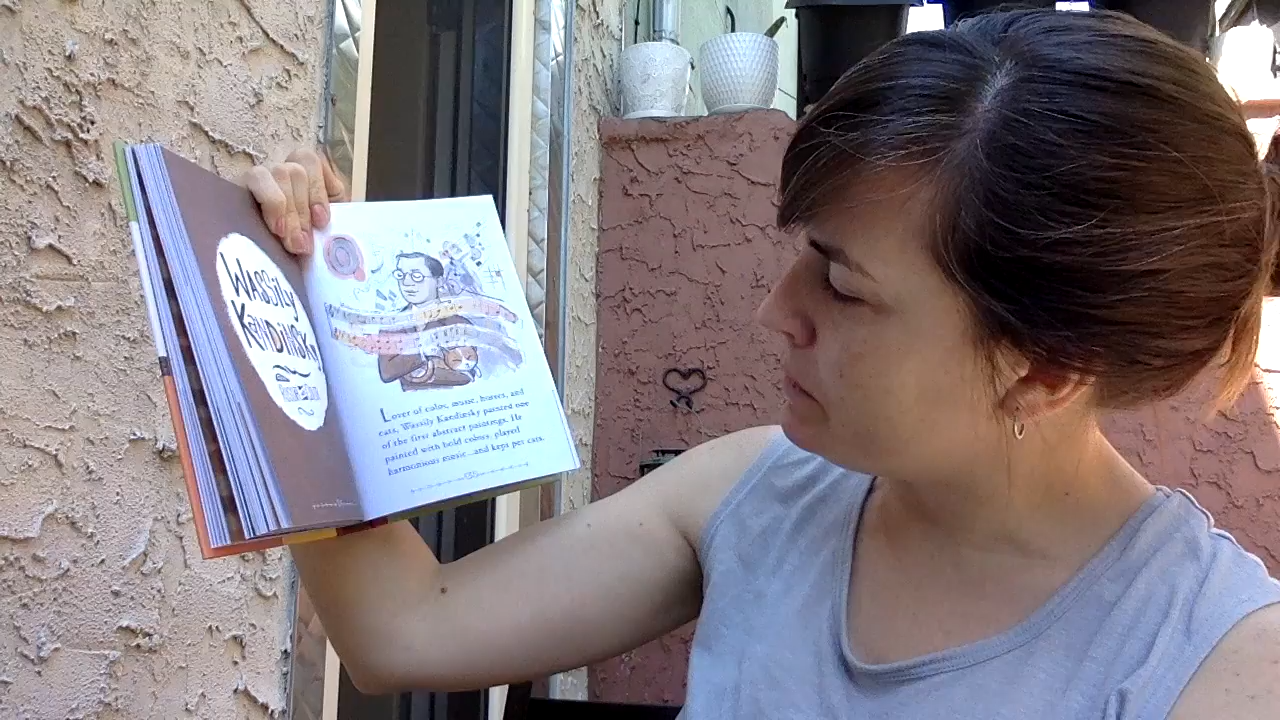 Wassily
Kandinsky
Lover of color, music, horses, and
cats, Wassily Kandinsky painted one
of the first abstract paintings. He
painted with bold colors, played
harmonious music...and kept pet cats.